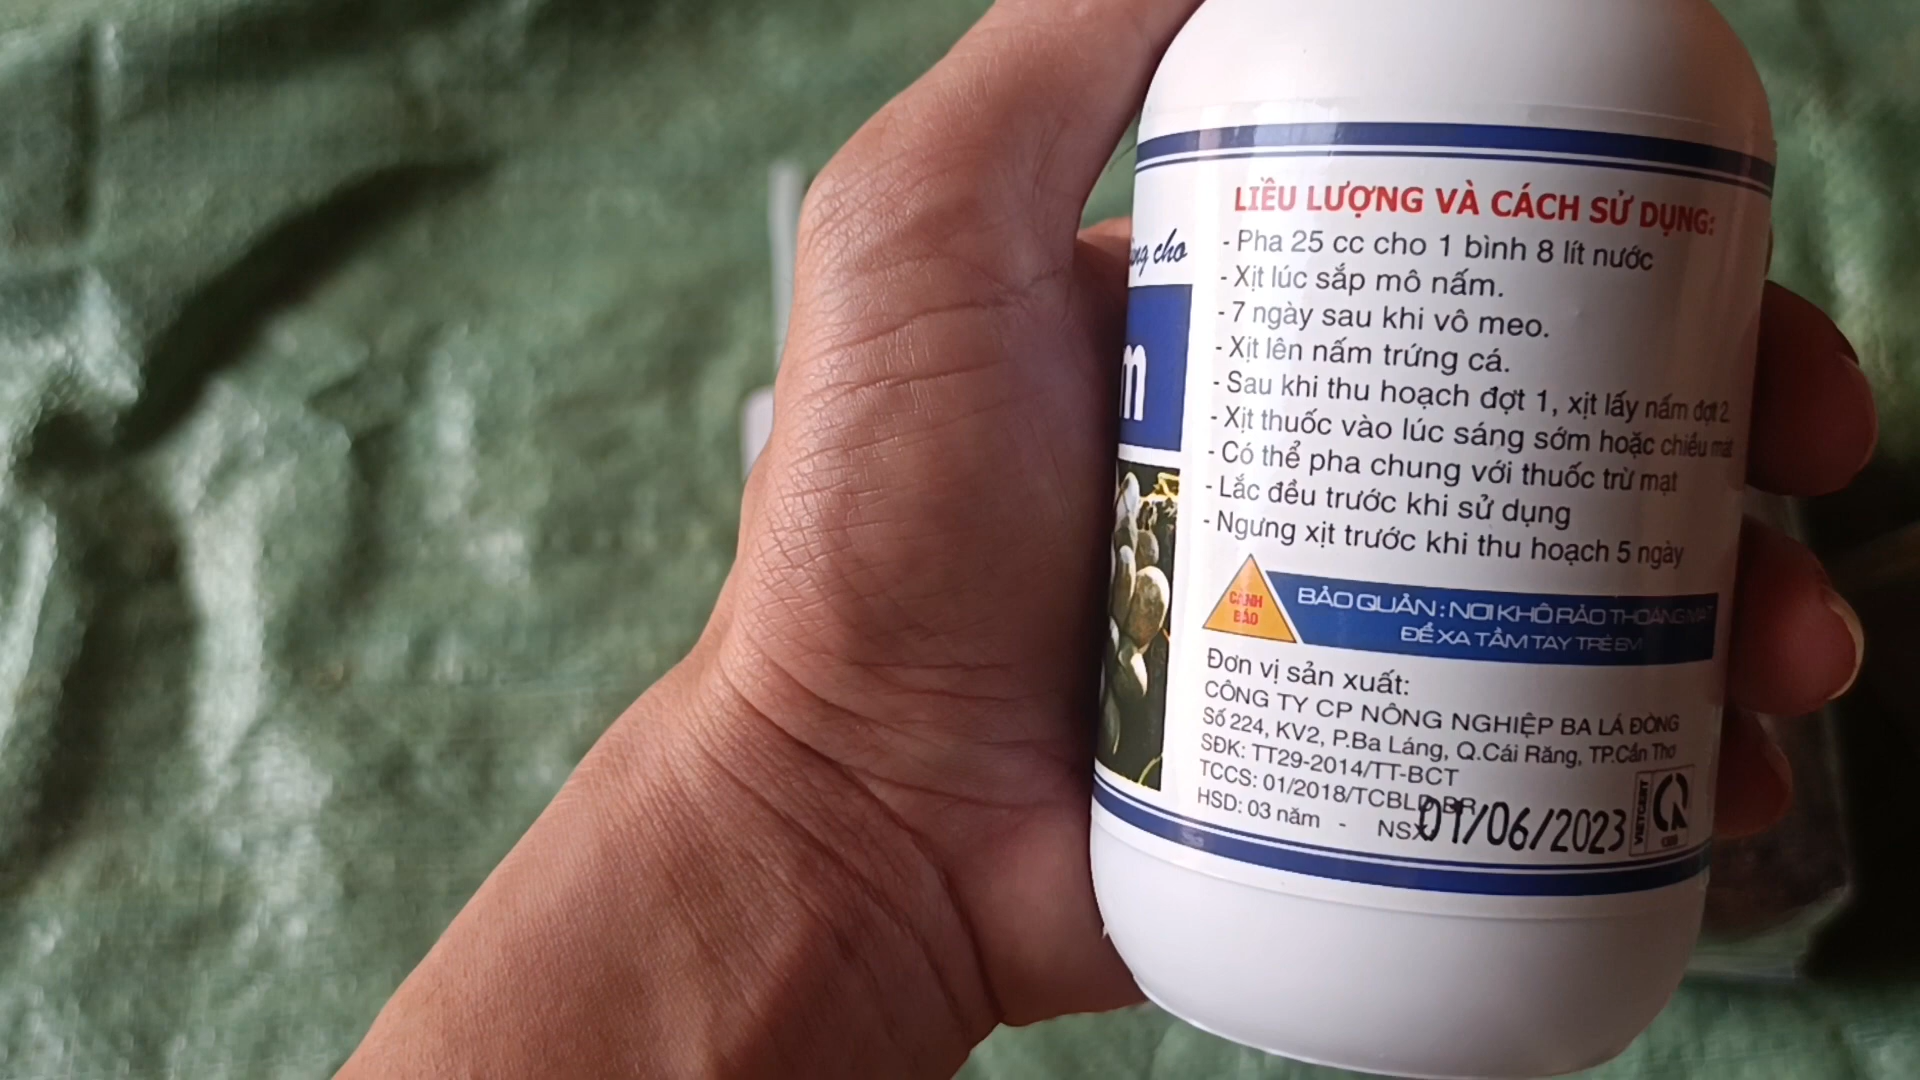 cho
m
LIỀU LƯỢNG VÀ CÁCH SỬ DỤNG:
- Pha 25 cc cho 1 bình 8 lít nước
- Xịt lúc sắp mô nấm.
- 7 ngày sau khi vô meo.
- Xịt lên nấm trứng cá.
- Sau khi thu hoạch đợt 1, xịt lấy nấm đợt 2
- Xịt thuốc vào lúc sáng sớm hoặc chiều mát
- Có thể pha chung với thuốc trừ mạt
- Lắc đều trước khi sử dụng
- Ngưng xịt trước khi thu hoạch 5 ngày
CẢNH
BÁO
BẢO QUẢN : NƠI KHÔ RÁO THOÁNG MÁT
ĐỂ XA TẦM TAY TRẺ EM
Đơn vị sản xuất:
CÔNG TY CP NÔNG NGHIỆP BA LÁ ĐÒNG
Số 224, KV2, P.Ba Láng, Q.Cái Răng, TP.Cần Thơ
SĐK: TT29-2014/TT-BCT
TCCS: 01/2018/TCBLD-BR
HSD: 03 năm - NSX 01/06/2023
VIETCERT